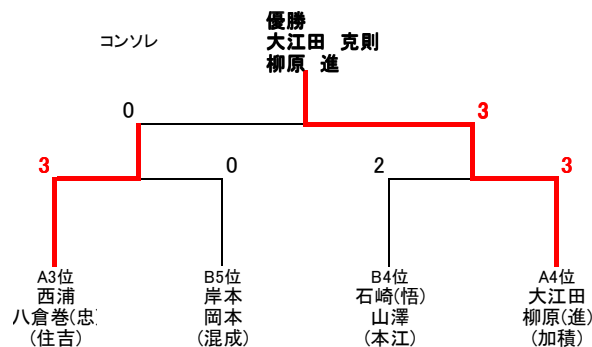 コンソレ
優勝
大江田 克則
柳原 進
0
3
3
0
2
3
A3位
西浦
八倉巻(忠)
(住吉)
B5位
岸本
岡本
(混成)
B4位
石崎(悟)
山澤
(本江)
A4位
大江田
柳原(進)
(加積)